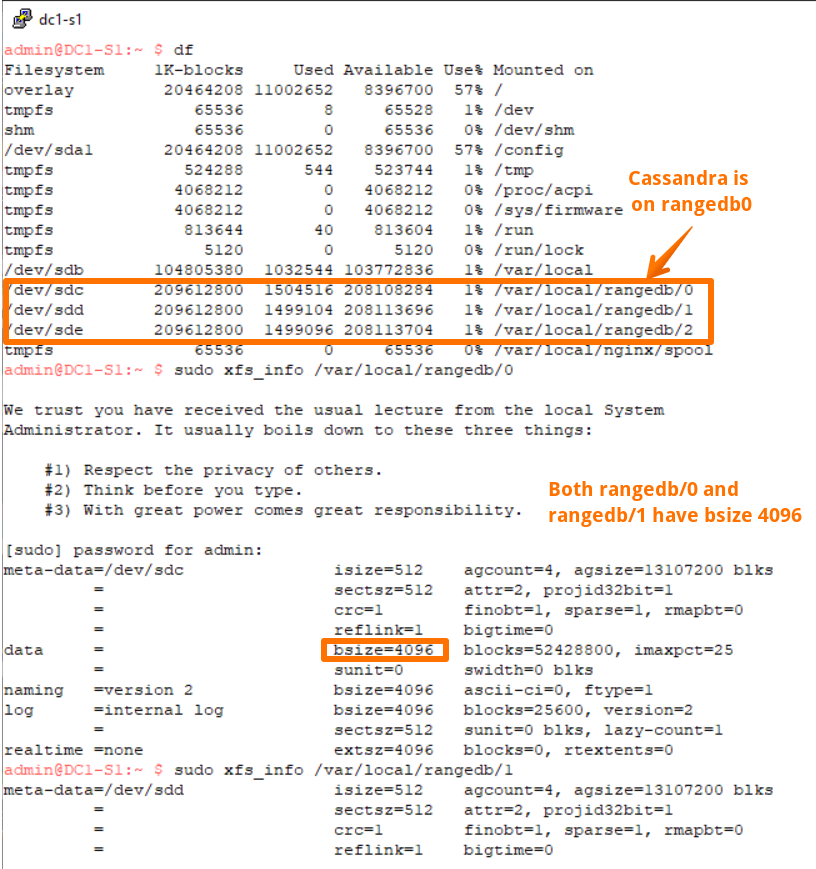 dc1-s1
admin@DC1-S1:~ $ df
Filesystem     1K-blocks     Used Available Use% Mounted on
overlay         20464208 11002652   8396700  57% /
tmpfs              65536        8     65528   1% /dev
shm                65536        0     65536   0% /dev/shm
/dev/sda1       20464208 11002652   8396700  57% /config
tmpfs             524288      544    523744   1% /tmp
tmpfs            4068212        0   4068212   0% /proc/acpi
tmpfs            4068212        0   4068212   0% /sys/firmware
tmpfs             813644       40    813604   1% /run
tmpfs               5120        0      5120   0% /run/lock
Cassandra is
on rangedb0
/dev/sdb       104805380  1032544 103772836   1% /var/local
/dev/sdc       209612800  1504516 208108284   1% /var/local/rangedb/0
/dev/sdd       209612800  1499104 208113696   1% /var/local/rangedb/1
/dev/sde       209612800  1499096 208113704   1% /var/local/rangedb/2
tmpfs              65536        0     65536   0% /var/local/nginx/spool
admin@DC1-S1:~ $ sudo xfs_info /var/local/rangedb/0
We trust you have received the usual lecture from the local System
Administrator. It usually boils down to these three things:
#1) Respect the privacy of others.
#2) Think before you type.
#3) With great power comes great responsibility.
Both rangedb/0 and
rangedb/1 have bsize 4096
[sudo] password for admin:
meta-data=/dev/sdc               isize=512    agcount=4, agsize=13107200 blks
         =                       sectsz=512   attr=2, projid32bit=1
         =                       crc=1        finobt=1, sparse=1, rmapbt=0
         =                       reflink=1    bigtime=0
data     =                       bsize=4096   blocks=52428800, imaxpct=25
         =                       sunit=0      swidth=0 blks
naming   =version 2              bsize=4096   ascii-ci=0, ftype=1
log      =internal log           bsize=4096   blocks=25600, version=2
         =                       sectsz=512   sunit=0 blks, lazy-count=1
realtime =none                   extsz=4096   blocks=0, rtextents=0
admin@DC1-S1:~ $ sudo xfs_info /var/local/rangedb/1
meta-data=/dev/sdd               isize=512    agcount=4, agsize=13107200 blks
         =                       sectsz=512   attr=2, projid32bit=1
         =                       crc=1        finobt=1, sparse=1, rmapbt=0
         =                       reflink=1    bigtime=0